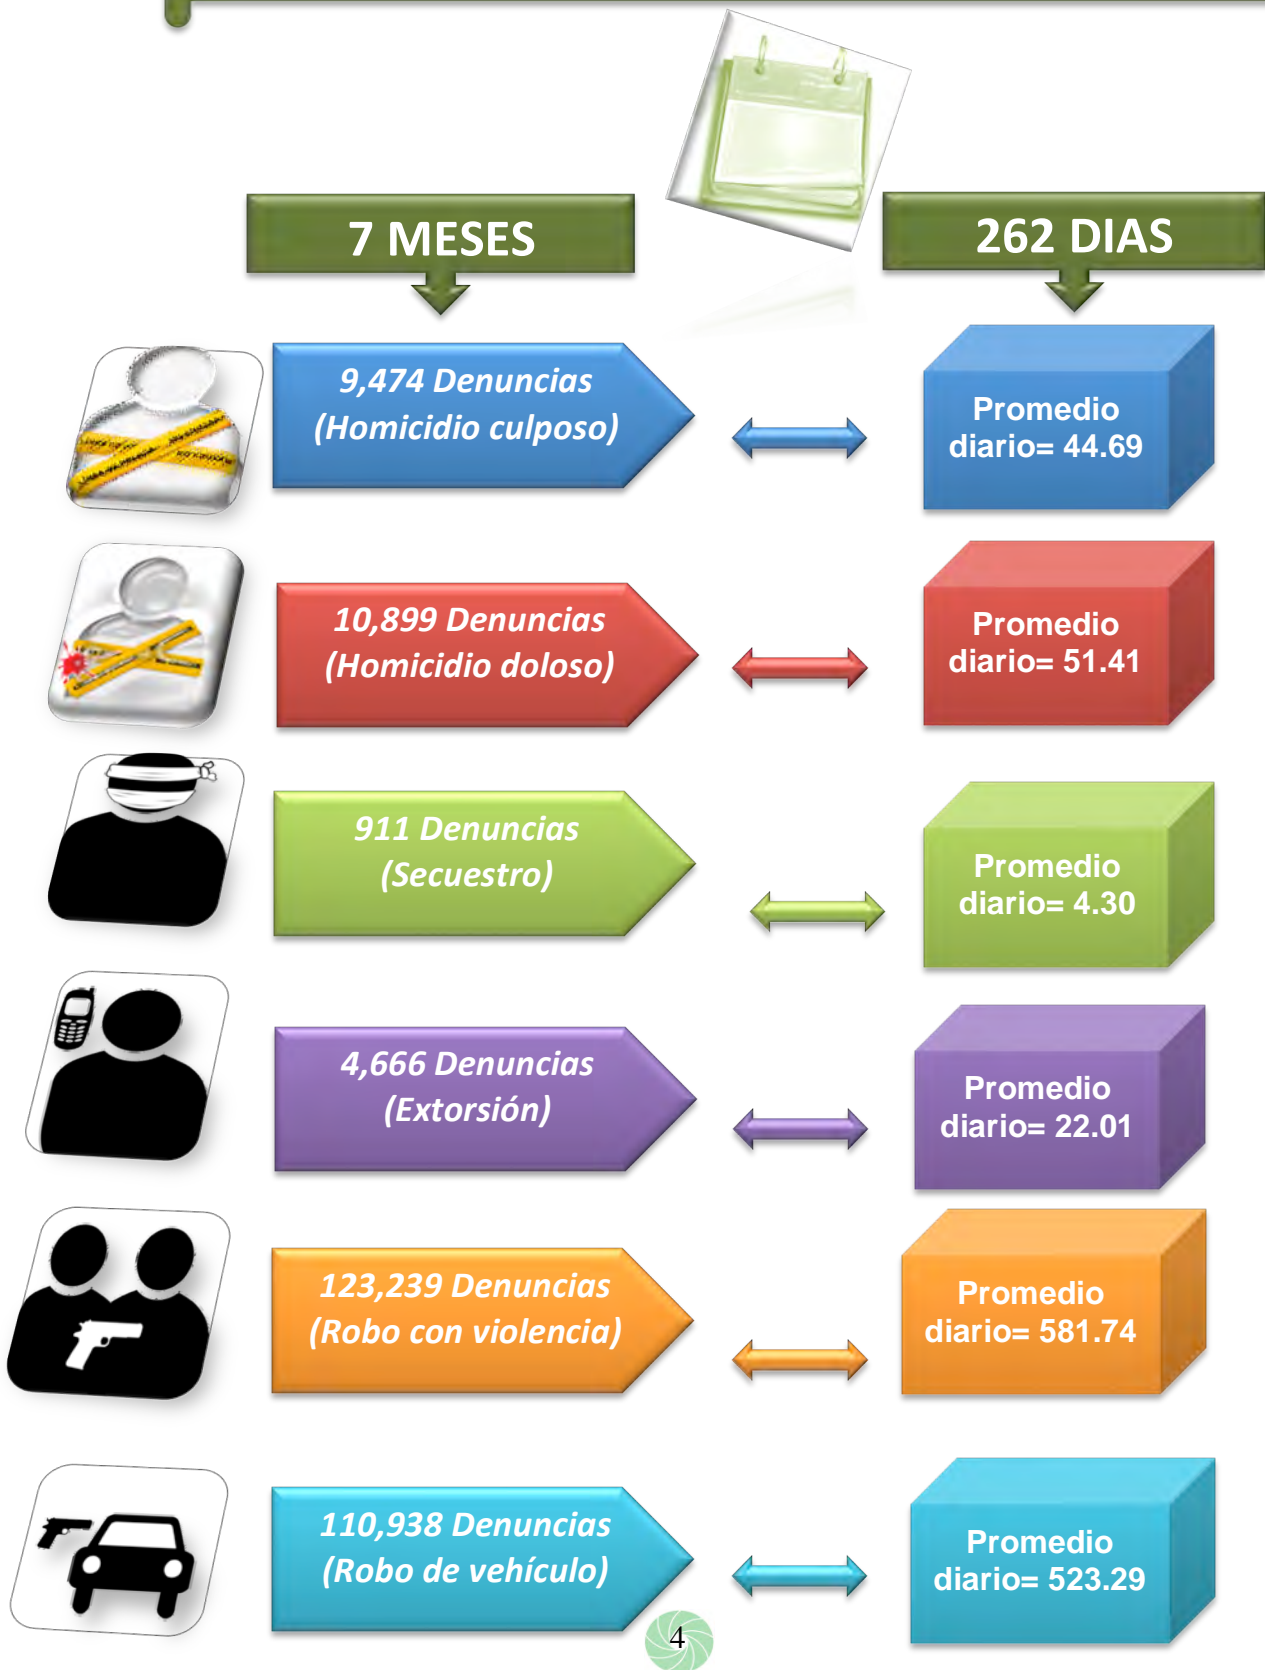 7 MESES
262 DIAS
9,474 Denuncias
(Homicidio culposo)
Promedio
diario= 44.69
10,899 Denuncias
(Homicidio doloso)
Promedio
diario= 51.41
911 Denuncias
(Secuestro)
Promedio
diario= 4.30
4,666 Denuncias
(Extorsión)
Promedio
diario= 22.01
123,239 Denuncias
(Robo con violencia)
Promedio
diario= 581.74
110,938 Denuncias
(Robo de vehículo)
Promedio
diario= 523.29
4